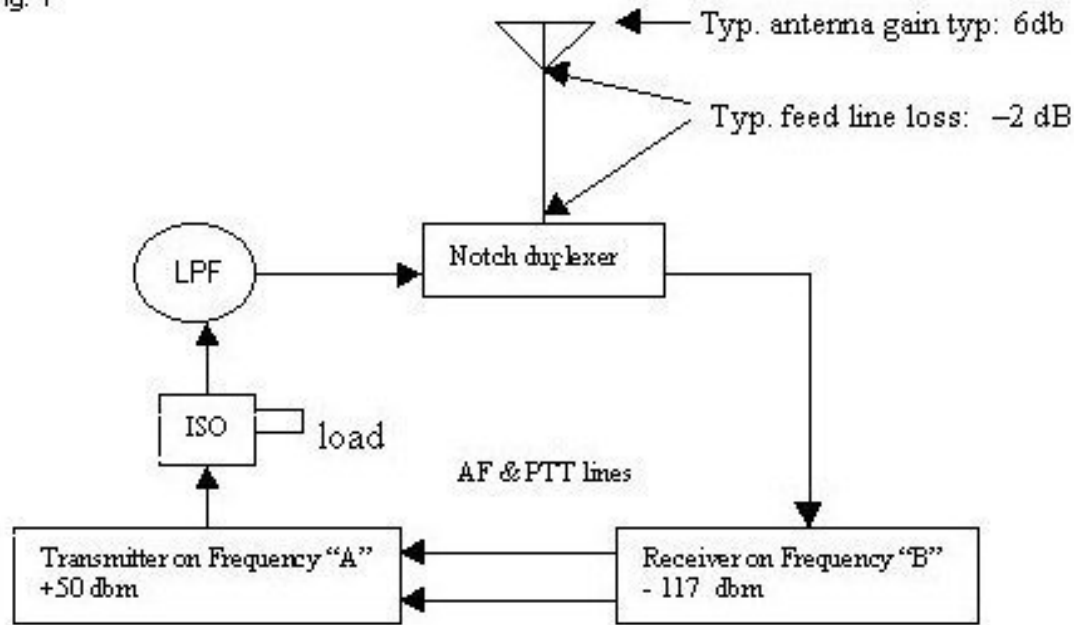 Typ. antenna gain typ: 6db
Typ. feed line loss: –2 dB
Notch duplexer
LPF
ISO
load
AF & PTT lines
Transmitter on Frequency “A”
+50 dbm
Receiver on Frequency “B”
- 117 dbm